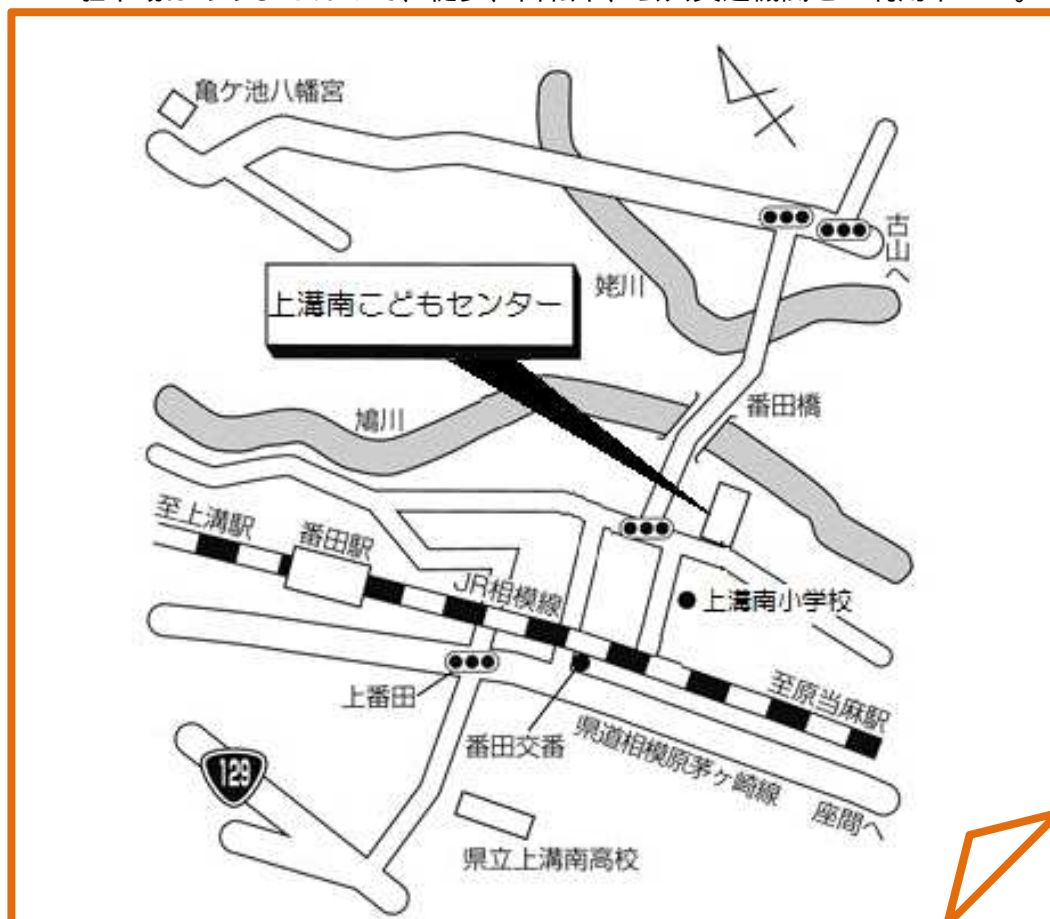 亀ケ池八幡宮
古山へ
姥川
上溝南こどもセンター
番田橋
鳩川
至上溝駅
番田駅
JR相模線
上溝南小学校
至原当麻駅
上番田
番田交番
県道相模原茅ヶ崎線
座間へ
129
県立上溝南高校